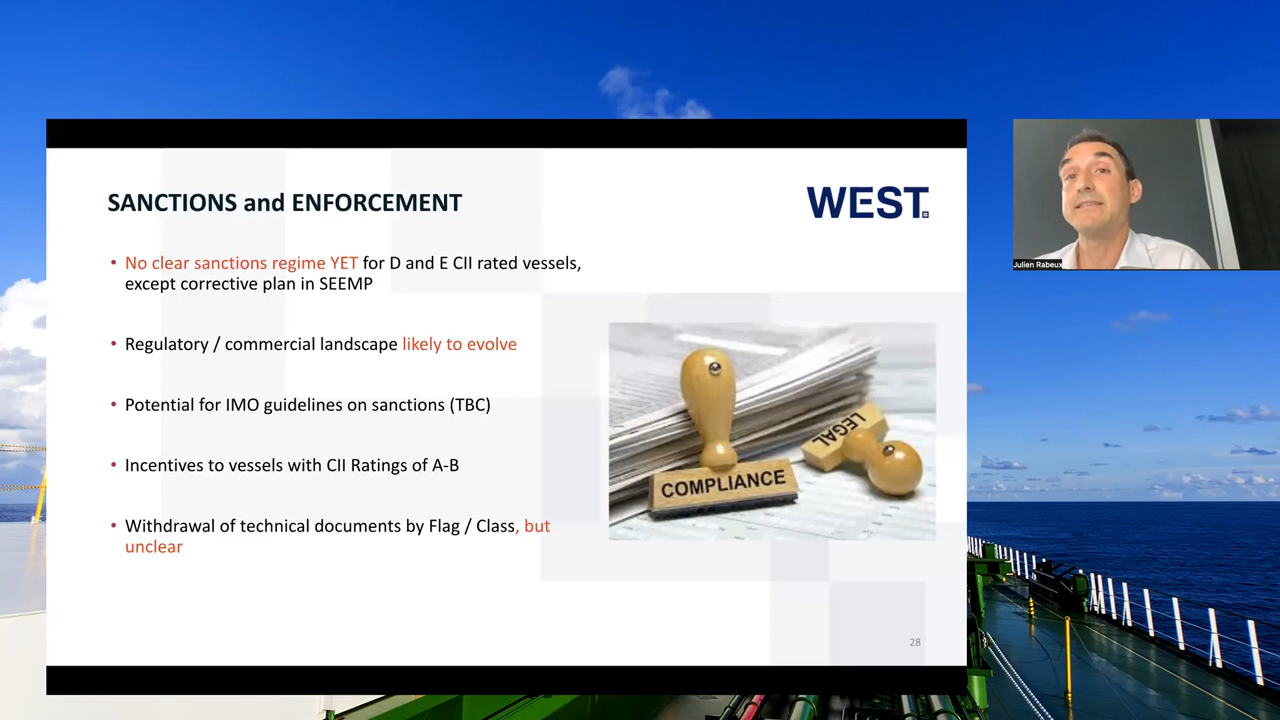 SANCTIONS and ENFORCEMENT
WEST.
• No clear sanctions regime YET for D and E CII rated vessels,
except corrective plan in SEEMP
• Regulatory / commercial landscape likely to evolve
• Potential for IMO guidelines on sanctions (TBC)
• Incentives to vessels with CII Ratings of A-B
• Withdrawal of technical documents by Flag / Class, but
unclear
LEGAL
COMPLIANCE
28
Julien Rabeux